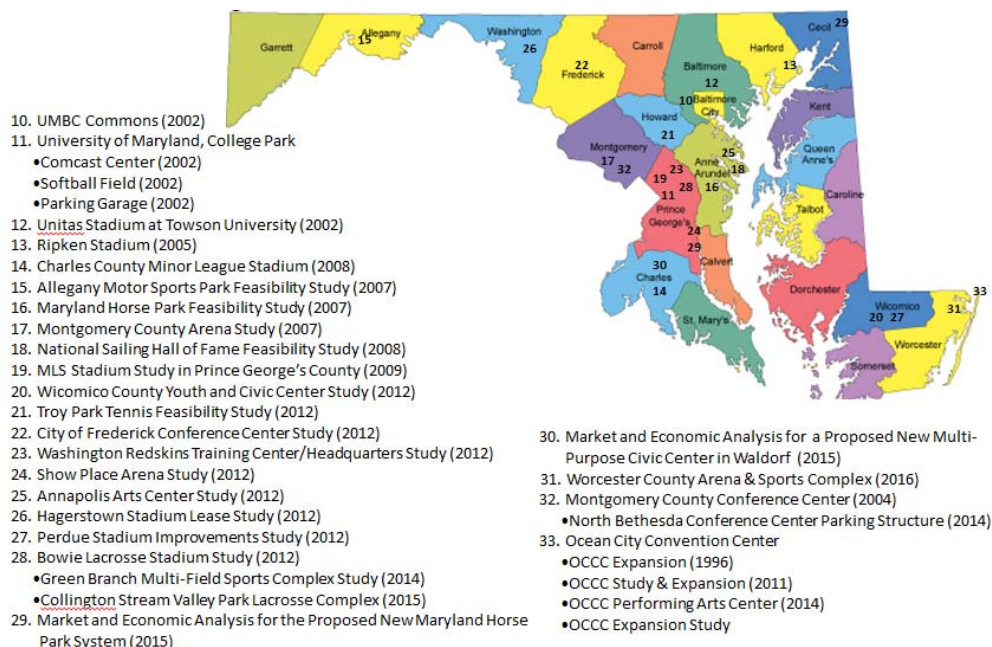 Garrett
Allegany
15
Washington
26
22
Frederick
Carroll
Baltimore
12
Harford
13
Cecil 29
10 Baltimore
City
Kent
Howard
21
Montgomery
17
32
Queen
Anne's
25
Anne
Arundel
18
16
19
23
28
11
Prince
George's
24
29
Talbot
Caroline
30
Charles
14
Calvert
St. Mary's
Dorchester
Wicomico
20 27
33
31
Worcester
Somerset
10. UMBC Commons (2002)
11. University of Maryland, College Park
•Comcast Center (2002)
•Softball Field (2002)
•Parking Garage (2002)
12. Unitas Stadium at Towson University (2002)
13. Ripken Stadium (2005)
14. Charles County Minor League Stadium (2008)
15. Allegany Motor Sports Park Feasibility Study (2007)
16. Maryland Horse Park Feasibility Study (2007)
17. Montgomery County Arena Study (2007)
18. National Sailing Hall of Fame Feasibility Study (2008)
19. MLS Stadium Study in Prince George's County (2009)
20. Wicomico County Youth and Civic Center Study (2012)
21. Troy Park Tennis Feasibility Study (2012)
22. City of Frederick Conference Center Study (2012)
23. Washington Redskins Training Center/Headquarters Study (2012)
24. Show Place Arena Study (2012)
25. Annapolis Arts Center Study (2012)
26. Hagerstown Stadium Lease Study (2012)
27. Perdue Stadium Improvements Study (2012)
28. Bowie Lacrosse Stadium Study (2012)
•Green Branch Multi-Field Sports Complex Study (2014)
•Collington Stream Valley Park Lacrosse Complex (2015)
29. Market and Economic Analysis for the Proposed New Maryland Horse
Park System (2015)
30. Market and Economic Analysis for a Proposed New Multi-
Purpose Civic Center in Waldorf (2015)
31. Worcester County Arena & Sports Complex (2016)
32. Montgomery County Conference Center (2004)
•North Bethesda Conference Center Parking Structure (2014)
33. Ocean City Convention Center
•OCCC Expansion (1996)
•OCCC Study & Expansion (2011)
•OCCC Performing Arts Center (2014)
•OCCC Expansion Study